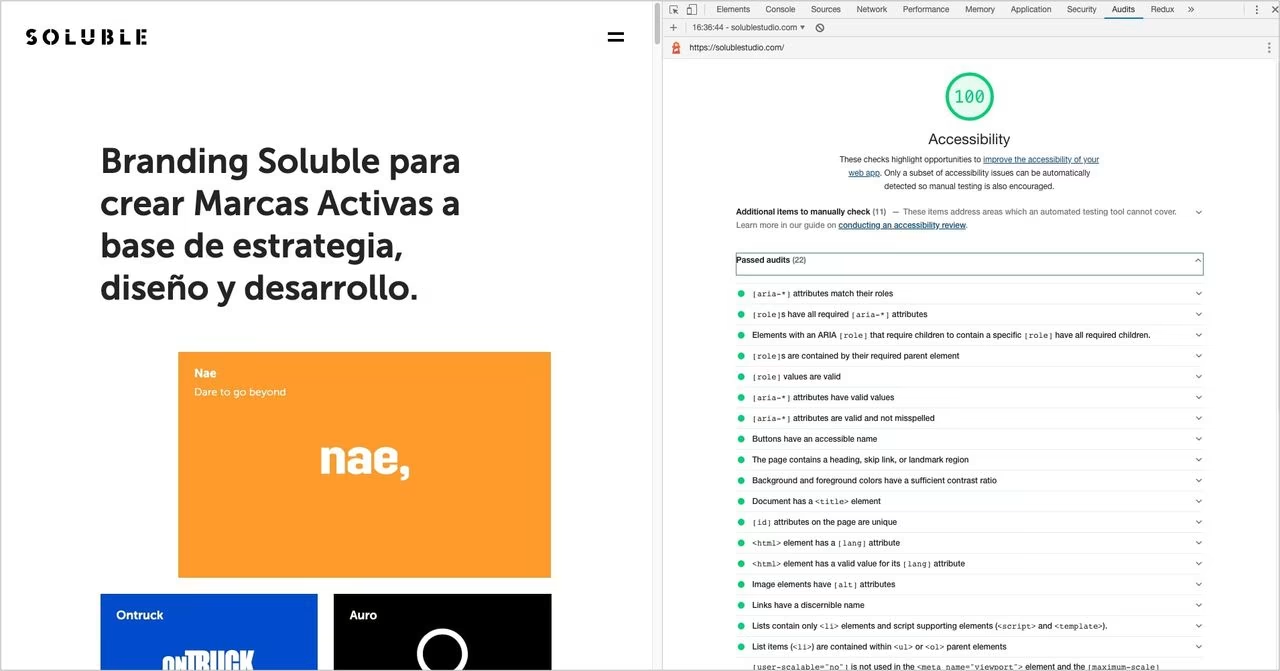 SOLUBLE
Branding Soluble para
crear Marcas Activas a
base de estrategia,
diseño y desarrollo.
Nae
Dare to go beyond
nae,
Ontruck
ONTRUCK
Auro
Elements Console Sources Network Performance Memory Application Security Audits Redux »
+ 16:36:44 - solublestudio.com ▼
https://solublestudio.com/
100
Accessibility
These checks highlight opportunities to improve the accessibility of your
web app. Only a subset of accessibility issues can be automatically
detected so manual testing is also encouraged.
Additional items to manually check (11) — These items address areas which an automated testing tool cannot cover.
Learn more in our guide on conducting an accessibility review.
Passed audits (22)
[aria-*] attributes match their roles
[role]s have all required [aria-*] attributes
Elements with an ARIA [role] that require children to contain a specific [role] have all required children.
[role]s are contained by their required parent element
[role] values are valid
[aria-*] attributes have valid values
[aria-*] attributes are valid and not misspelled
Buttons have an accessible name
The page contains a heading, skip link, or landmark region
Background and foreground colors have a sufficient contrast ratio
Document has a <title> element
[id] attributes on the page are unique
<html> element has a [lang] attribute
<html> element has a valid value for its [lang] attribute
Image elements have [alt] attributes
Links have a discernible name
Lists contain only <li> elements and script supporting elements (<script> and <template>).
List items (<li>) are contained within <ul> or <ol> parent elements
[user-scalable="no"] is not used in the <meta name="viewport"> element and the [maximum-scale]